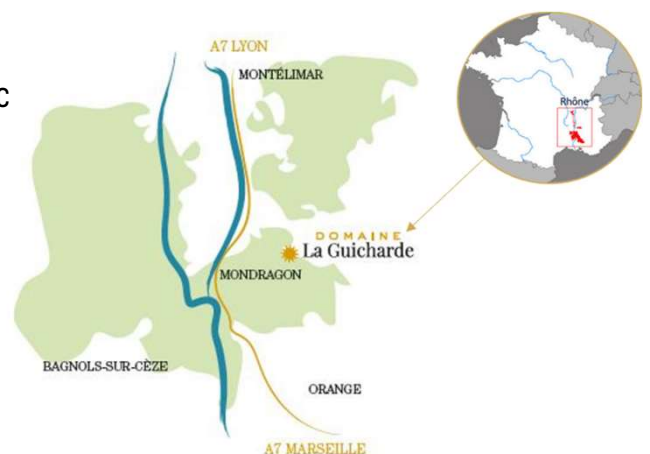 C
A7 LYON
MONTÉLIMAR
Rhône
DOMAINE
La Guicharde
MONDRAGON
BAGNOLS-SUR-CÈZE
ORANGE
A7 MARSEILLE